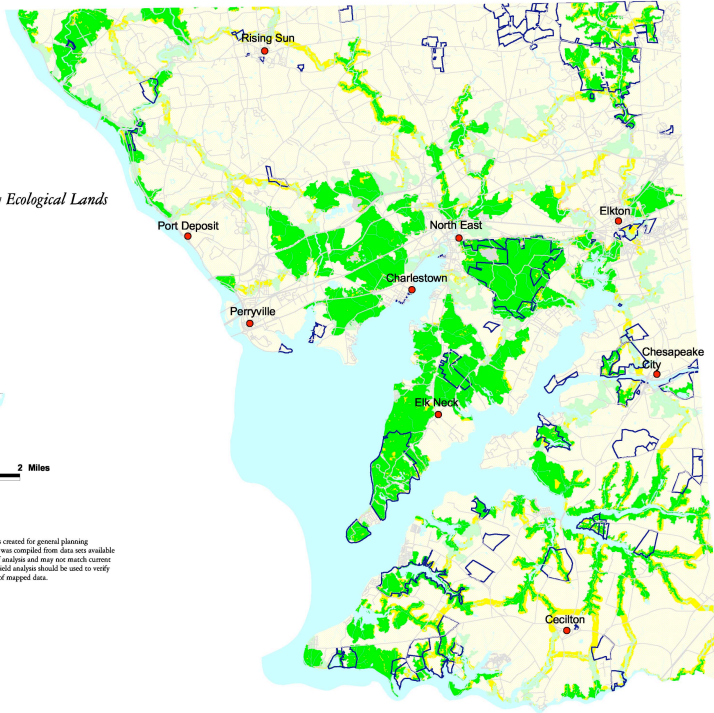 Rising Sun
Ecological Lands
Elkton
Port Deposit
North East
Charlestown
Perryville
Chesapeake
City
Elk Neck
2 Miles
created for general planning
was compiled from data sets available
analysis and may not match current
ield analysis should be used to verify
of mapped data.
Cecilton